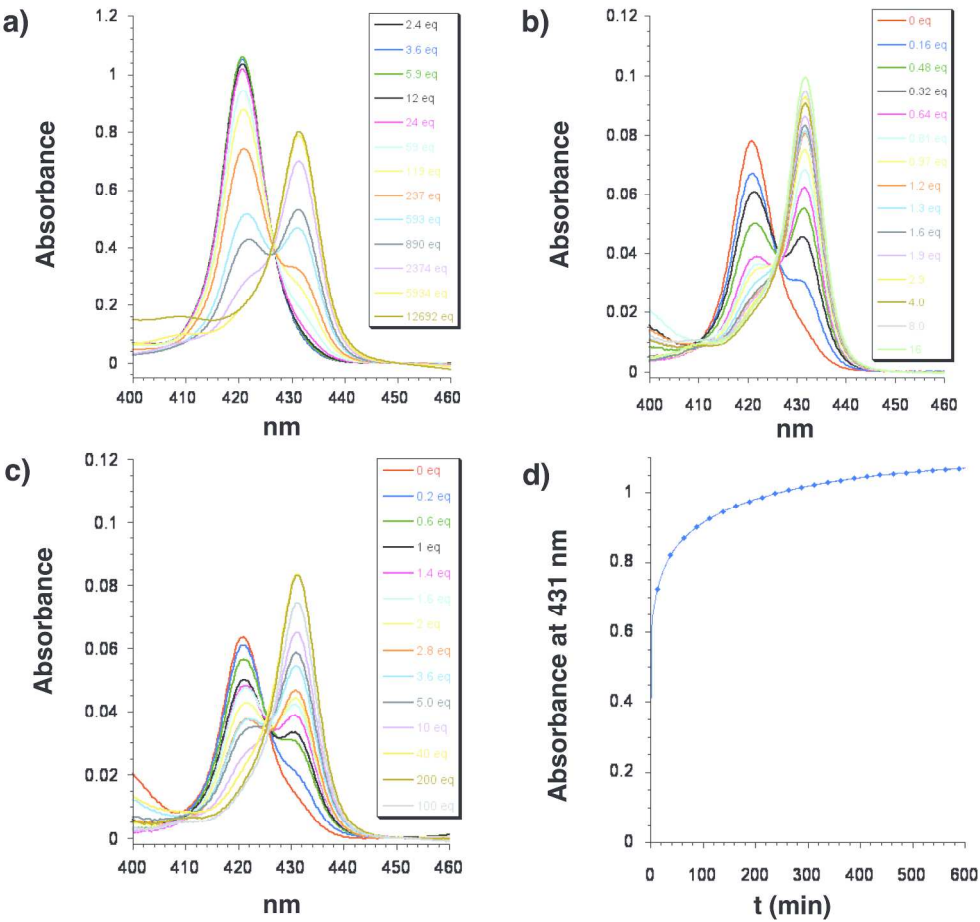 a)
Absorbance
1.2
1
0.8
0.6
0.4
0.2
0
400 410 420 430 440 450 460
nm
2.4 eq
3.6 eq
5.9 eq
12 eq
24 eq
59 eq
119 eq
237 eq
593 eq
890 eq
2374 eq
5934 eq
12692 eq
b)
Absorbance
0.12
0.1
0.08
0.06
0.04
0.02
0
400 410 420 430 440 450 460
nm
0 eq
0.16 eq
0.48 eq
0.32 eq
0.64 eq
0.81 eq
0.97 eq
1.2 eq
1.3 eq
1.6 eq
1.9 eq
4.0
8.0
16
c)
Absorbance
0.12
0.1
0.08
0.06
0.04
0.02
0
400 410 420 430 440 450 460
nm
0 eq
0.2 eq
0.6 eq
1 eq
1.4 eq
1.6 eq
2 eq
2.8 eq
3.6 eq
5.0 eq
10 eq
40 eq
200 eq
100 eq
d)
Absorbance at 431 nm
1
0.8
0.6
0.4
0.2
0
0 100 200 300 400 500 600
t (min)